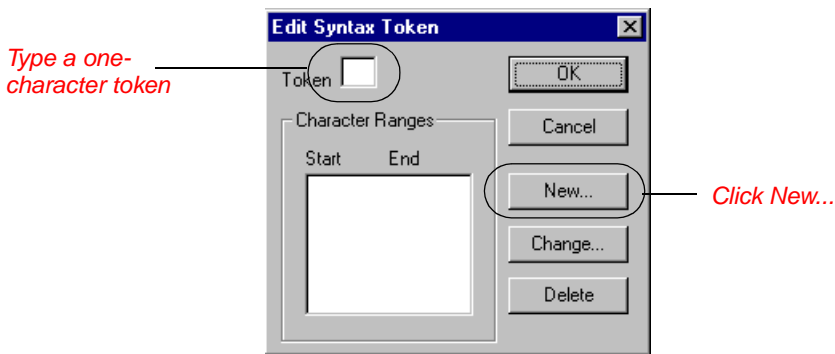 Edit Syntax Token
Type a one-
character token
Token
OK
Character Ranges
Cancel
Start End
New...
Click New...
Change...
Delete